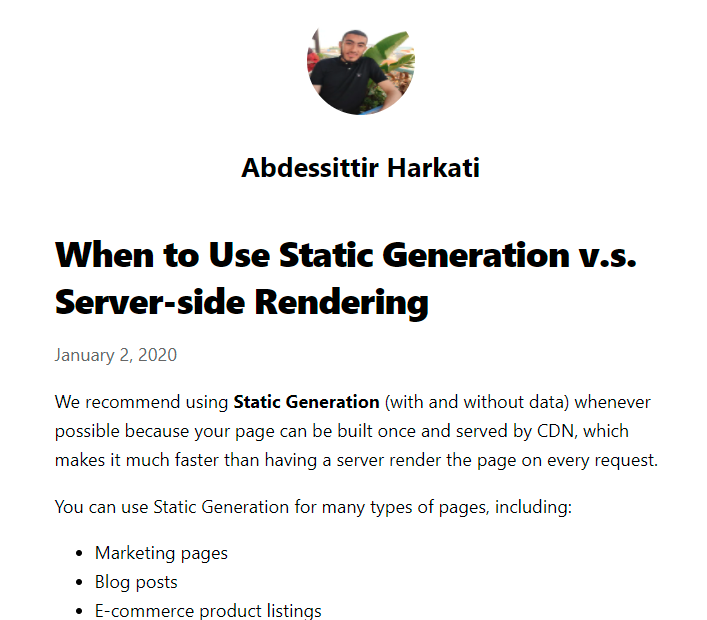 Abdessittir Harkati
When to Use Static Generation v.s.
Server-side Rendering
January 2, 2020
We recommend using Static Generation (with and without data) whenever
possible because your page can be built once and served by CDN, which
makes it much faster than having a server render the page on every request.
You can use Static Generation for many types of pages, including:
• Marketing pages
• Blog posts
• E-commerce product listings